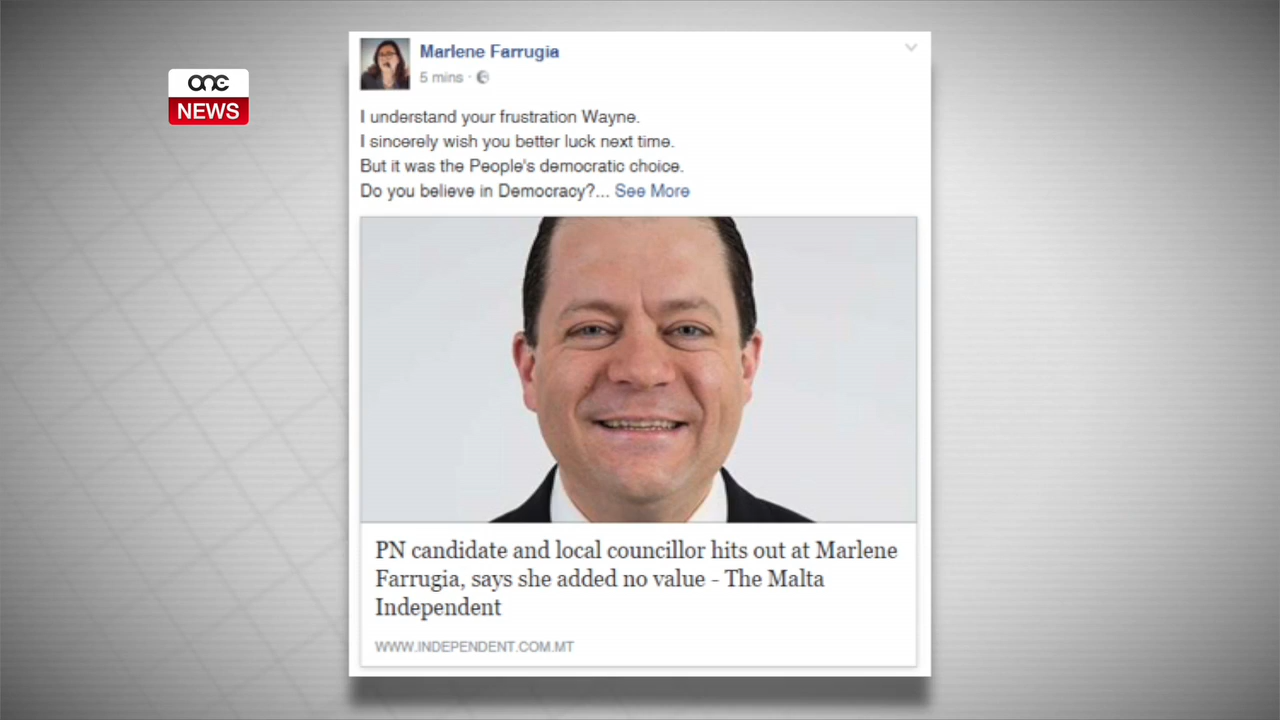 Marlene Farrugia
5 mins ·
one
NEWS
I understand your frustration Wayne.
I sincerely wish you better luck next time.
But it was the People's democratic choice.
Do you believe in Democracy?... See More
PN candidate and local councillor hits out at Marlene
Farrugia, says she added no value - The Malta
Independent
WWW.INDEPENDENT.COM.MT